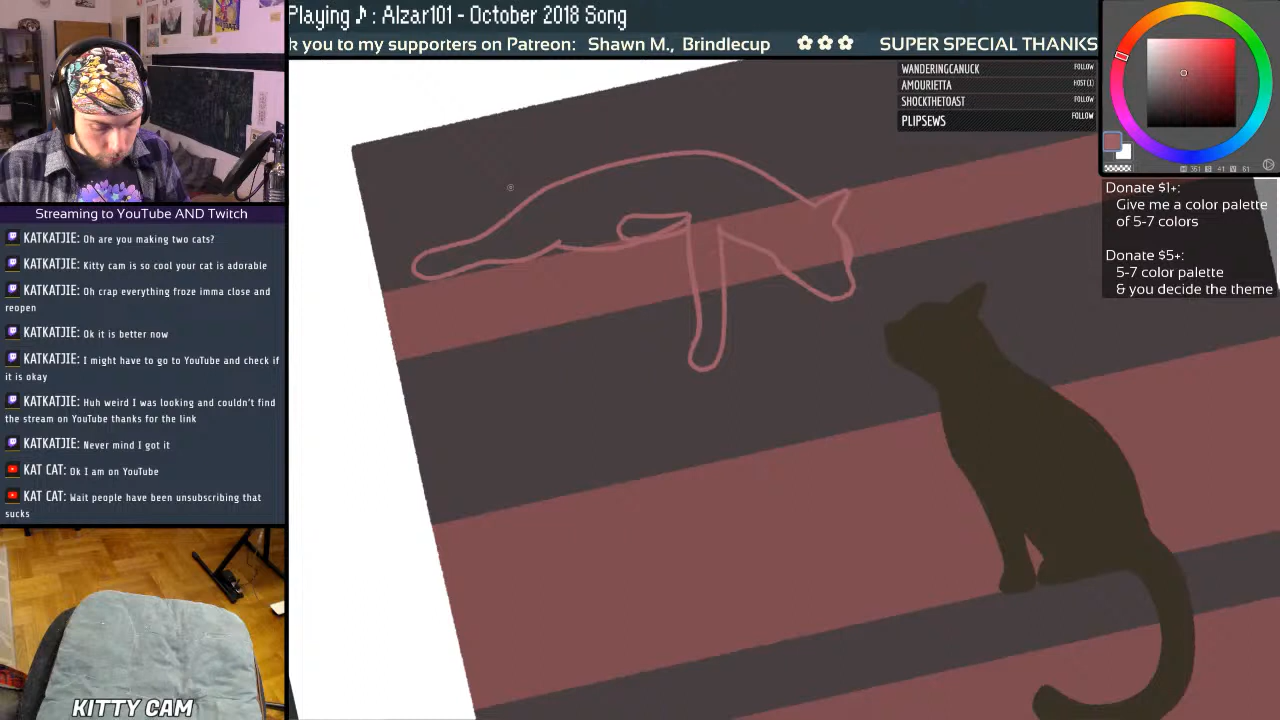 Playing ♪ : Alzar101 - October 2018 Song
k you to my supporters on Patreon: Shawn M., Brindlecup ✿ ✿ ✿ SUPER SPECIAL THANKS
WANDERINGCANUCK FOLLOW
AMOURIETTA HOST (1)
SHOCKTHETOAST FOLLOW
PLIPSEWS FOLLOW
Donate $1+:
Give me a color palette
of 5-7 colors
Donate $5+:
5-7 color palette
& you decide the theme
Streaming to YouTube AND Twitch
KATKATJIE: Oh are you making two cats?
KATKATJIE: Kitty cam is so cool your cat is adorable
KATKATJIE: Oh crap everything froze imma close and
reopen
KATKATJIE: Ok it is better now
KATKATJIE: I might have to go to YouTube and check if
it is okay
KATKATJIE: Huh weird I was looking and couldn't find
the stream on YouTube thanks for the link
KATKATJIE: Never mind I got it
KAT CAT: Ok I am on YouTube
KAT CAT: Wait people have been unsubscribing that
sucks
KITTY CAM